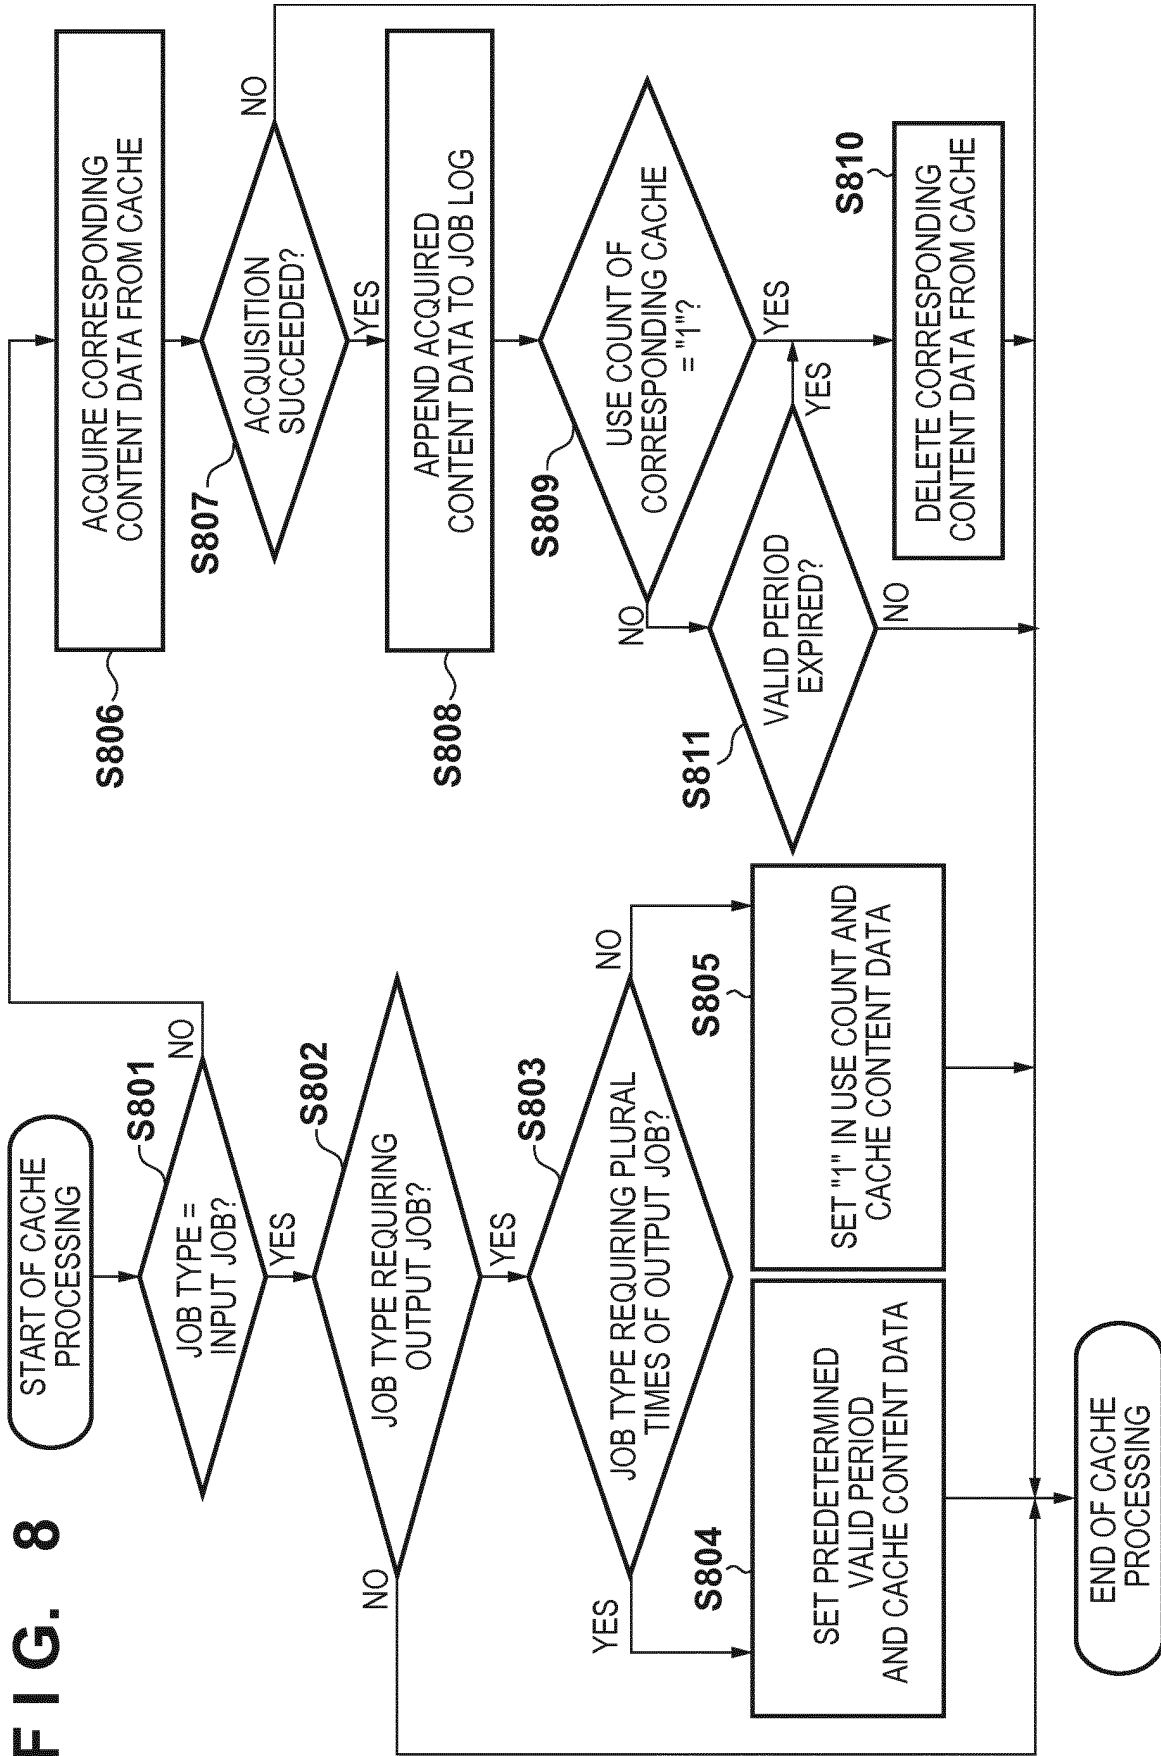 FIG. 8
START OF CACHE
PROCESSING
S801
JOB TYPE =
INPUT JOB?
NO
YES
S802
JOB TYPE REQUIRING
OUTPUT JOB?
NO
YES
S803
JOB TYPE REQUIRING PLURAL
TIMES OF OUTPUT JOB?
YES
NO
S804
SET PREDETERMINED
VALID PERIOD
AND CACHE CONTENT DATA
S805
SET "1" IN USE COUNT AND
CACHE CONTENT DATA
S806
ACQUIRE CORRESPONDING
CONTENT DATA FROM CACHE
S807
ACQUISITION
SUCCEEDED?
NO
YES
S808
APPEND ACQUIRED
CONTENT DATA TO JOB LOG
S809
USE COUNT OF
CORRESPONDING CACHE
= "1"?
NO
YES
S811
VALID PERIOD
EXPIRED?
YES
NO
S810
DELETE CORRESPONDING
CONTENT DATA FROM CACHE
END OF CACHE
PROCESSING